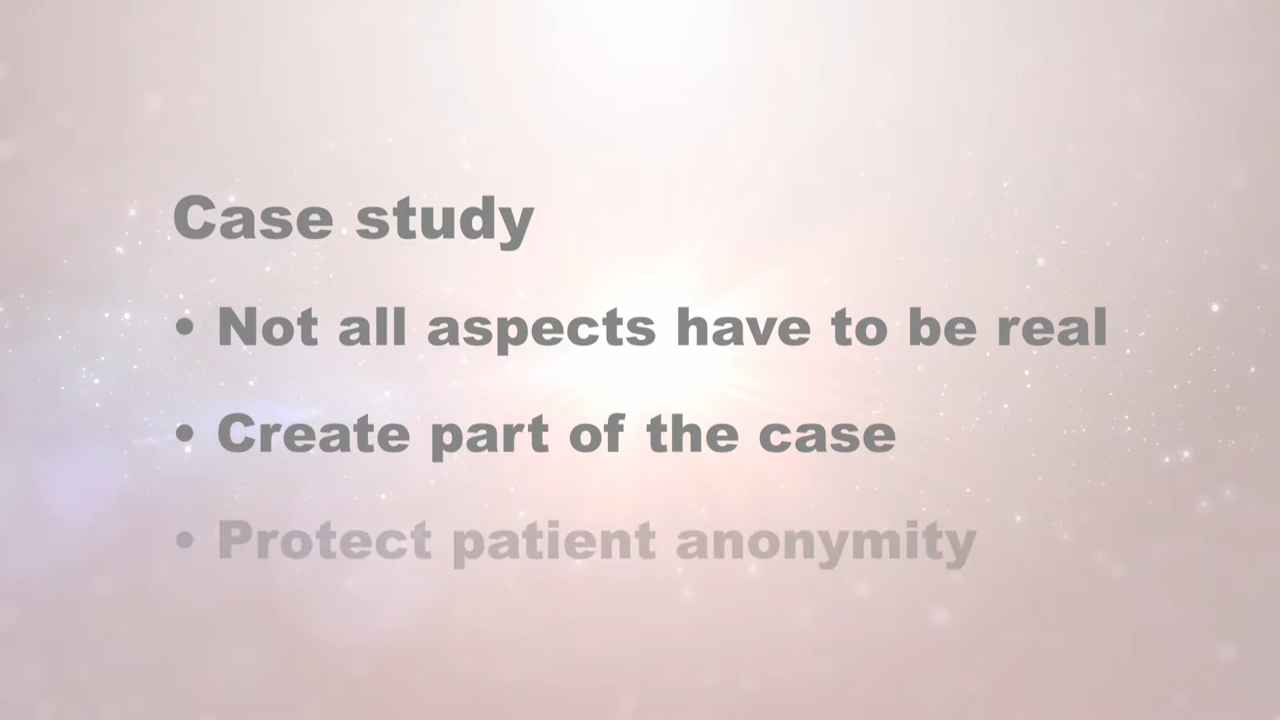 Case study
• Not all aspects have to be real
• Create part of the case
• Protect patient anonymity